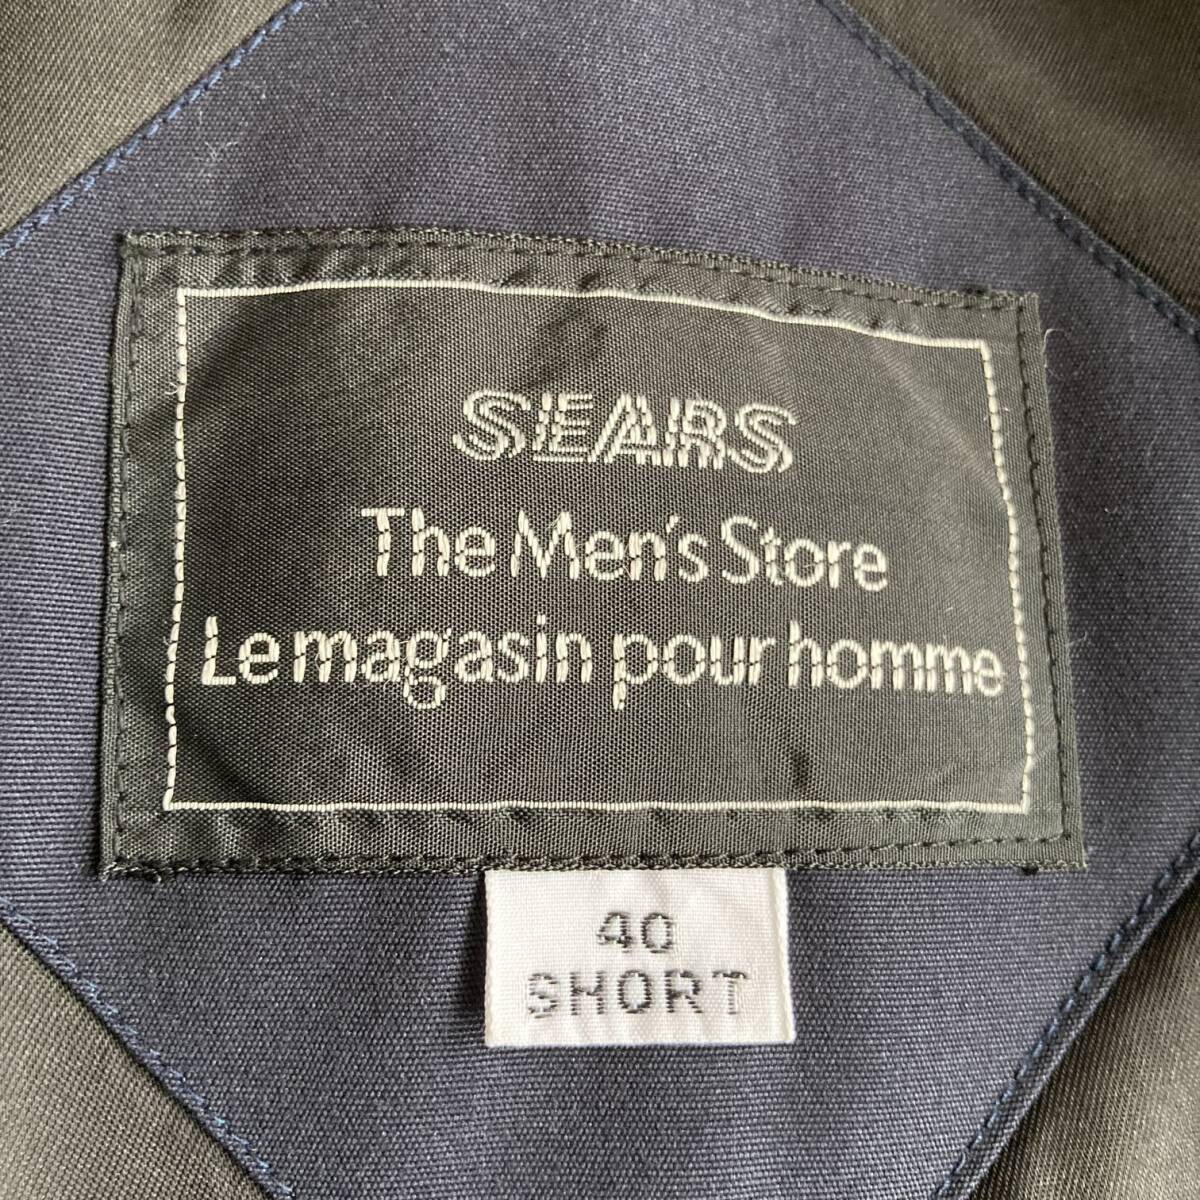 SEARS
The Men's Store
Le magasin pour homme
40
SHORT